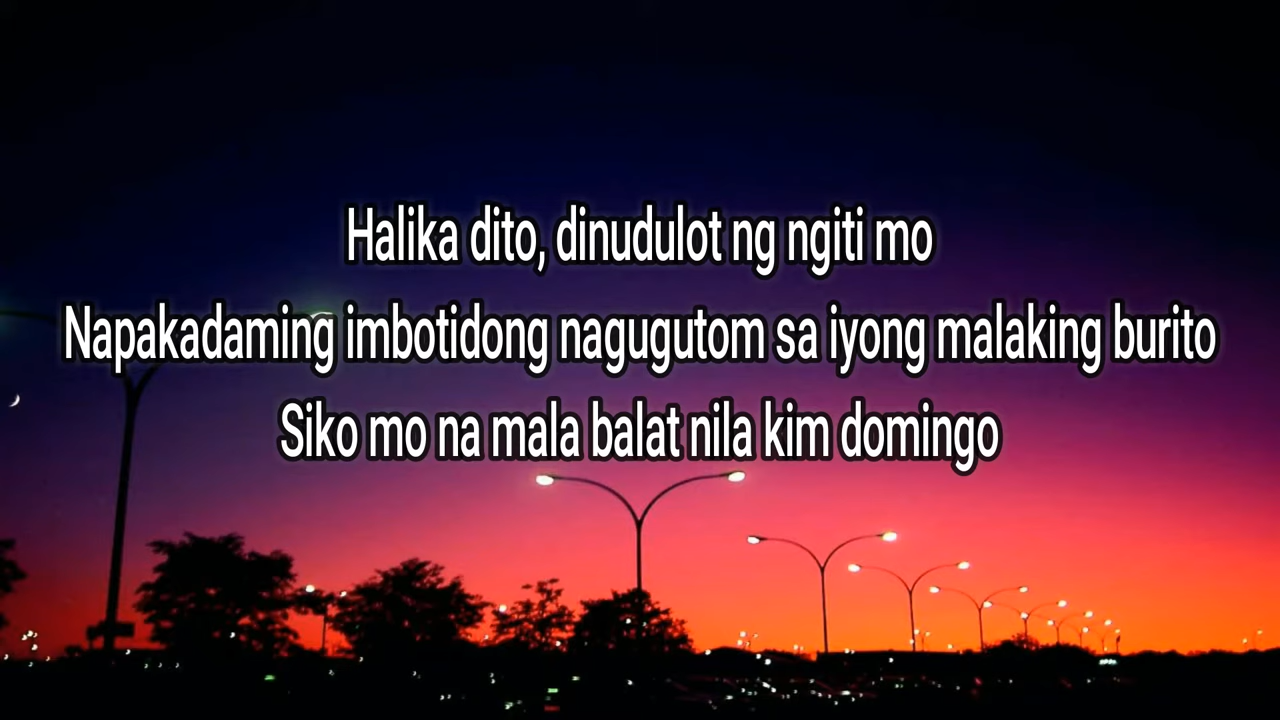 Halika dito, dinudulot ng ngiti mo
Napakadaming imbotidong nagugutom sa iyong malaking burito
Siko mo na mala balat nila kim domingo